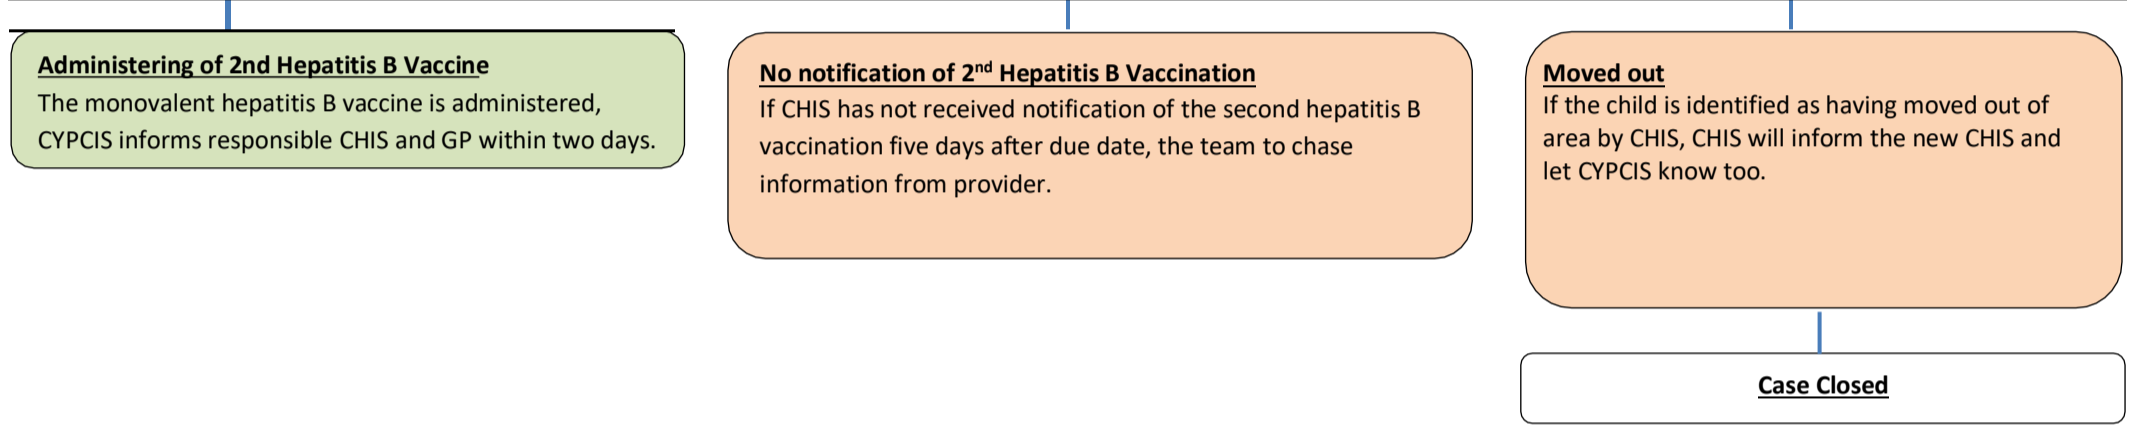 Administering of 2nd Hepatitis B Vaccine
The monovalent hepatitis B vaccine is administered,
CYPCIS informs responsible CHIS and GP within two days.
No notification of 2nd Hepatitis B Vaccination
If CHIS has not received notification of the second hepatitis B
vaccination five days after due date, the team to chase
information from provider.
Moved out
If the child is identified as having moved out of
area by CHIS, CHIS will inform the new CHIS and
let CYPCIS know too.
Case Closed